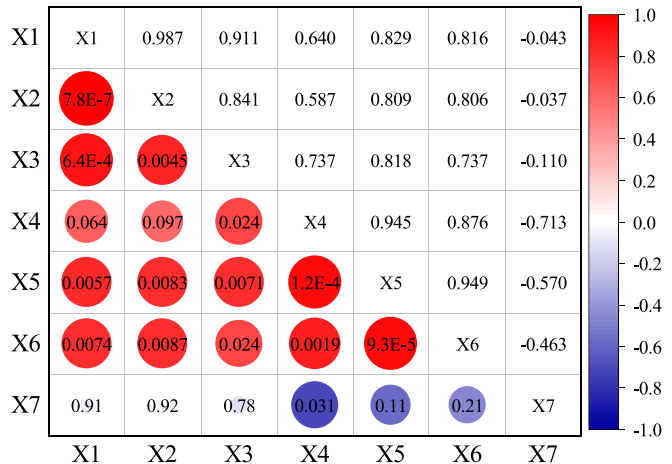 X1 X1 0.987 0.911 0.640 0.829 0.816 -0.043
X2 7.8E-7 X2 0.841 0.587 0.809 0.806 -0.037
X3 6.4E-4 0.0045 X3 0.737 0.818 0.737 -0.110
X4 0.064 0.097 0.024 X4 0.945 0.876 -0.713
X5 0.0057 0.0083 0.0071 1.2E-4 X5 0.949 -0.570
X6 0.0074 0.0087 0.024 0.0019 9.3E-5 X6 -0.463
X7 0.91 0.92 0.78 0.031 0.11 0.21 X7
X1 X2 X3 X4 X5 X6 X7
1.0
0.8
0.6
0.4
0.2
0.0
-0.2
-0.4
-0.6
-0.8
-1.0